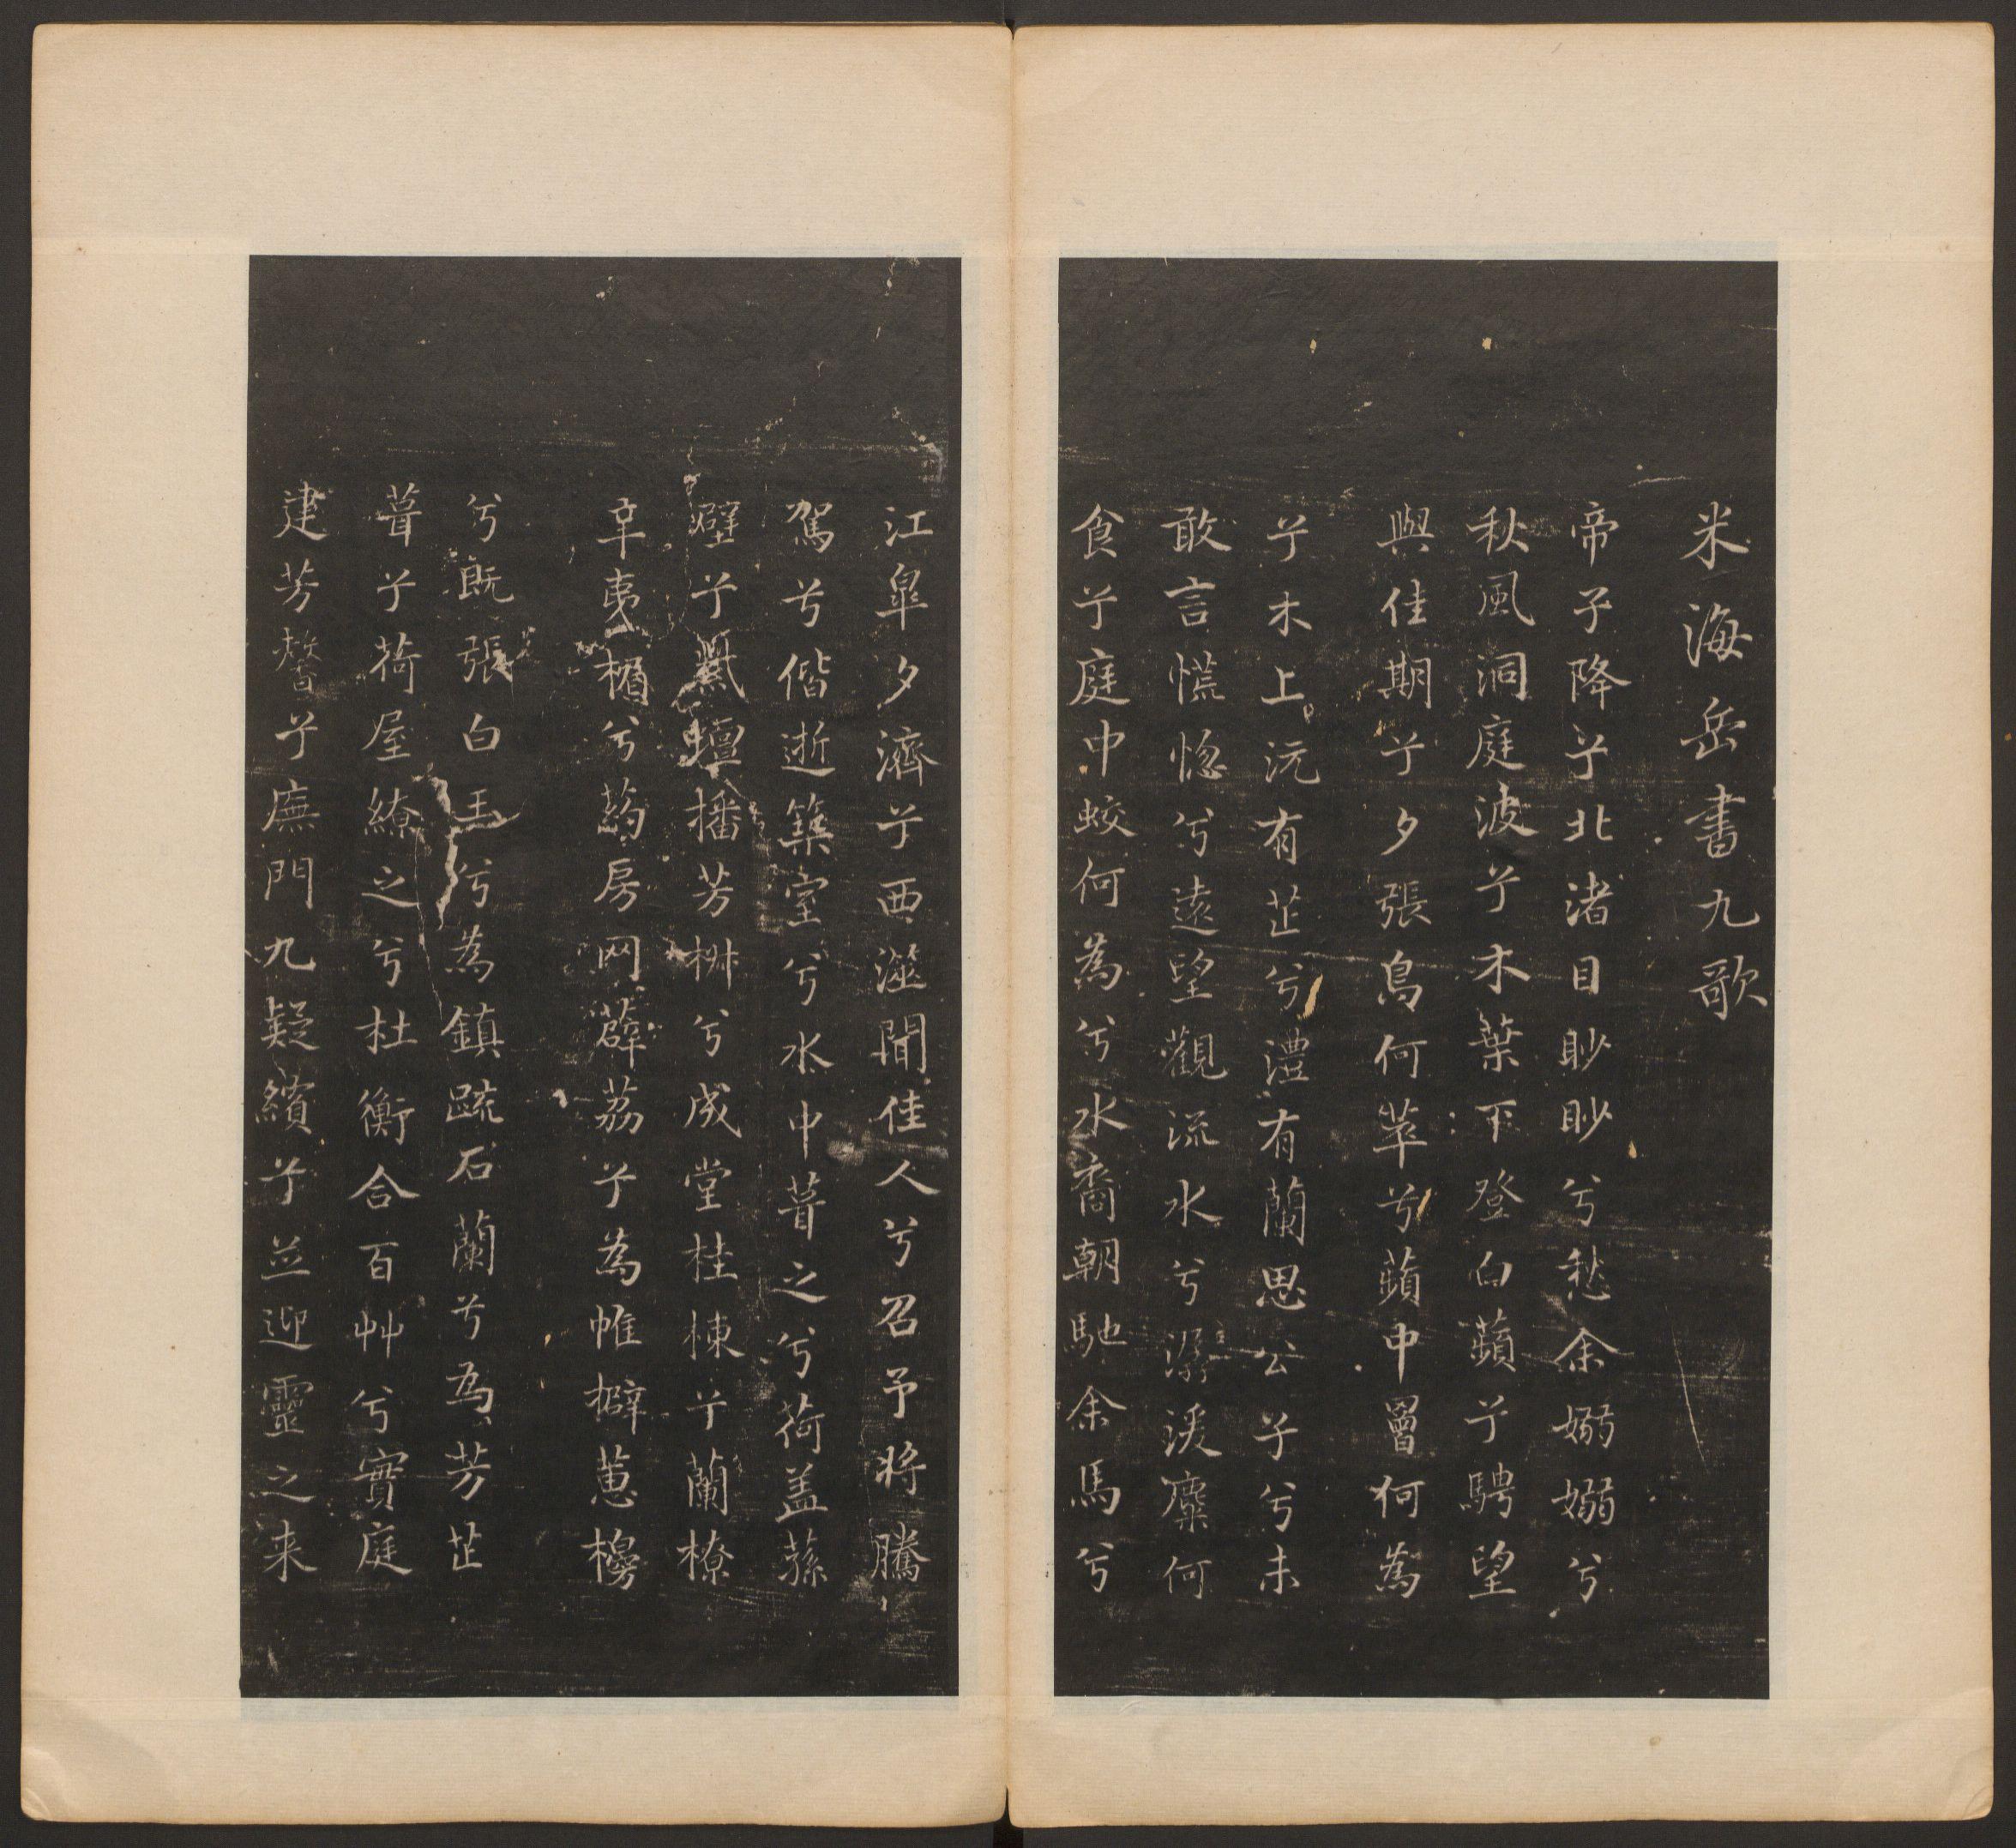 米海岳書九歌
帝子降兮北渚目眇眇兮愁余嫋嫋兮
秋風洞庭波兮木葉下登白蘋兮騁望
與佳期兮夕張鳥何萃兮蘋中罾何為
兮木上沅有芷兮澧有蘭思公子兮未
敢言慌惚兮遠望觀流水兮潺湲麋何
食兮庭中蛟何為兮水裔朝馳余馬兮
江皐夕濟兮西澨聞佳人兮召予將騰
駕兮偕逝築室兮水中葺之兮荷盖蓀
壁兮紫壇播芳椒兮成堂桂棟兮蘭橑
辛夷楣兮葯房网薜荔兮為帷擗蕙櫋
兮既張白玉兮為鎮疏石蘭兮為芳芷
葺兮荷屋繚之兮杜衡合百艸兮實庭
建芳馨兮廡門九疑繽兮並迎靈之来